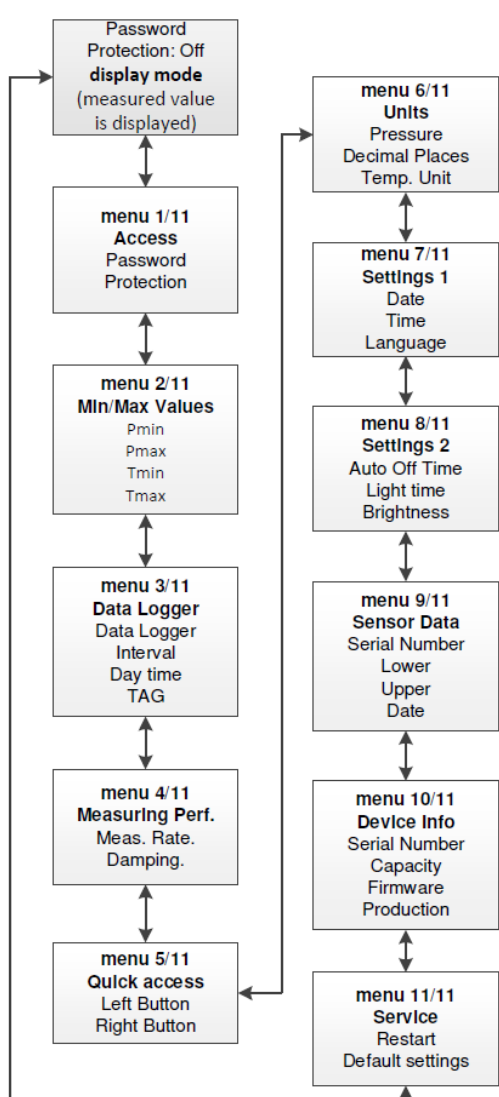 Password
Protection: Off
display mode
(measured value
is displayed)
menu 1/11
Access
Password
Protection
menu 2/11
Min/Max Values
Pmin
Pmax
Tmin
Tmax
menu 3/11
Data Logger
Data Logger
Interval
Day time
TAG
menu 4/11
Measuring Perf.
Meas. Rate.
Damping.
menu 5/11
Quick access
Left Button
Right Button
menu 6/11
Units
Pressure
Decimal Places
Temp. Unit
menu 7/11
Settings 1
Date
Time
Language
menu 8/11
Settings 2
Auto Off Time
Light time
Brightness
menu 9/11
Sensor Data
Serial Number
Lower
Upper
Date
menu 10/11
Device Info
Serial Number
Capacity
Firmware
Production
menu 11/11
Service
Restart
Default settings